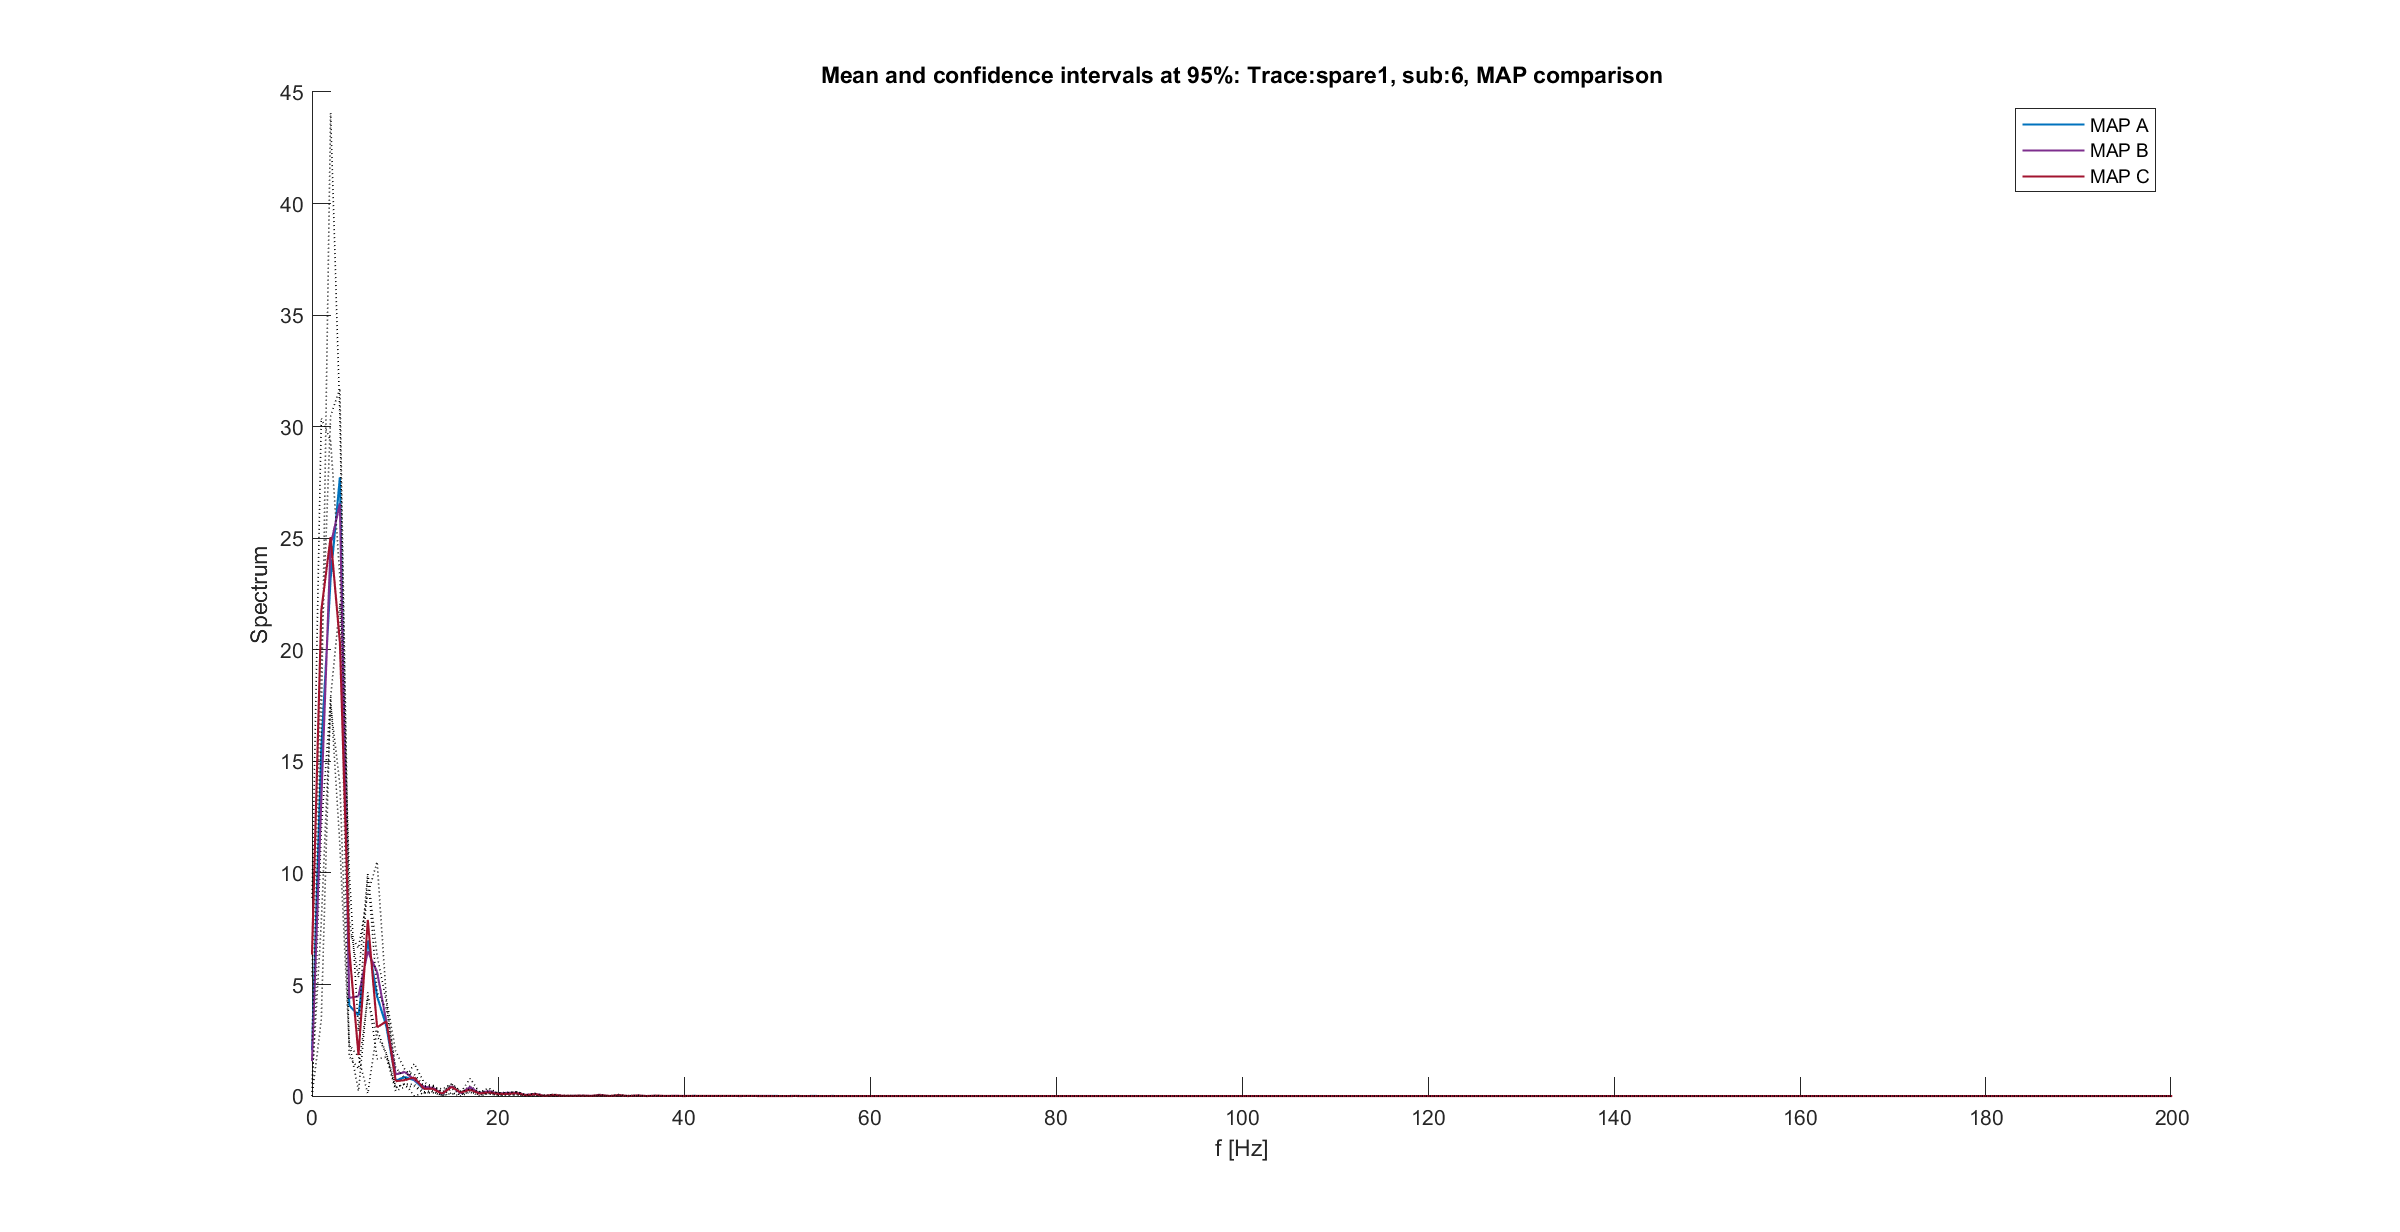 Mean and confidence intervals at 95%: Trace:spare1, sub:6, MAP comparison
MAP A
MAP B
MAP C
45
40
35
30
25
20
15
10
5
0
Spectrum
0 20 40 60 80 100 120 140 160 180 200
f [Hz]